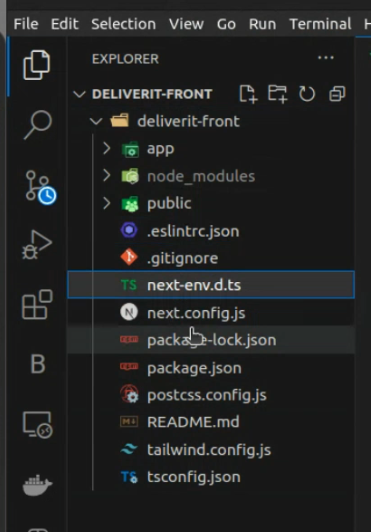 File Edit Selection View Go Run Terminal H
EXPLORER
DELIVERIT-FRONT
deliverit-front
app
node_modules
public
.eslintrc.json
.gitignore
TS next-env.d.ts
N next.config.js
package-lock.json
package.json
postcss.config.js
README.md
tailwind.config.js
TS tsconfig.json
B